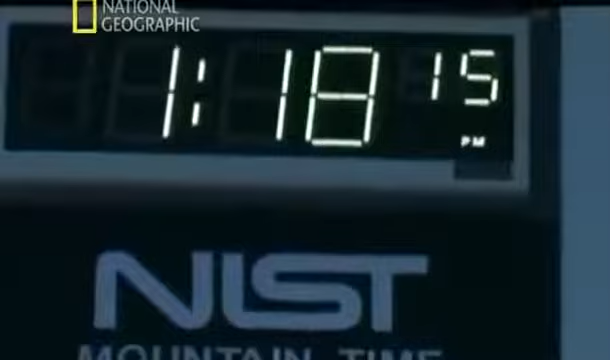 NATIONAL
GEOGRAPHIC
1:18 15
PM
NIST
MOUNTAIN TIME